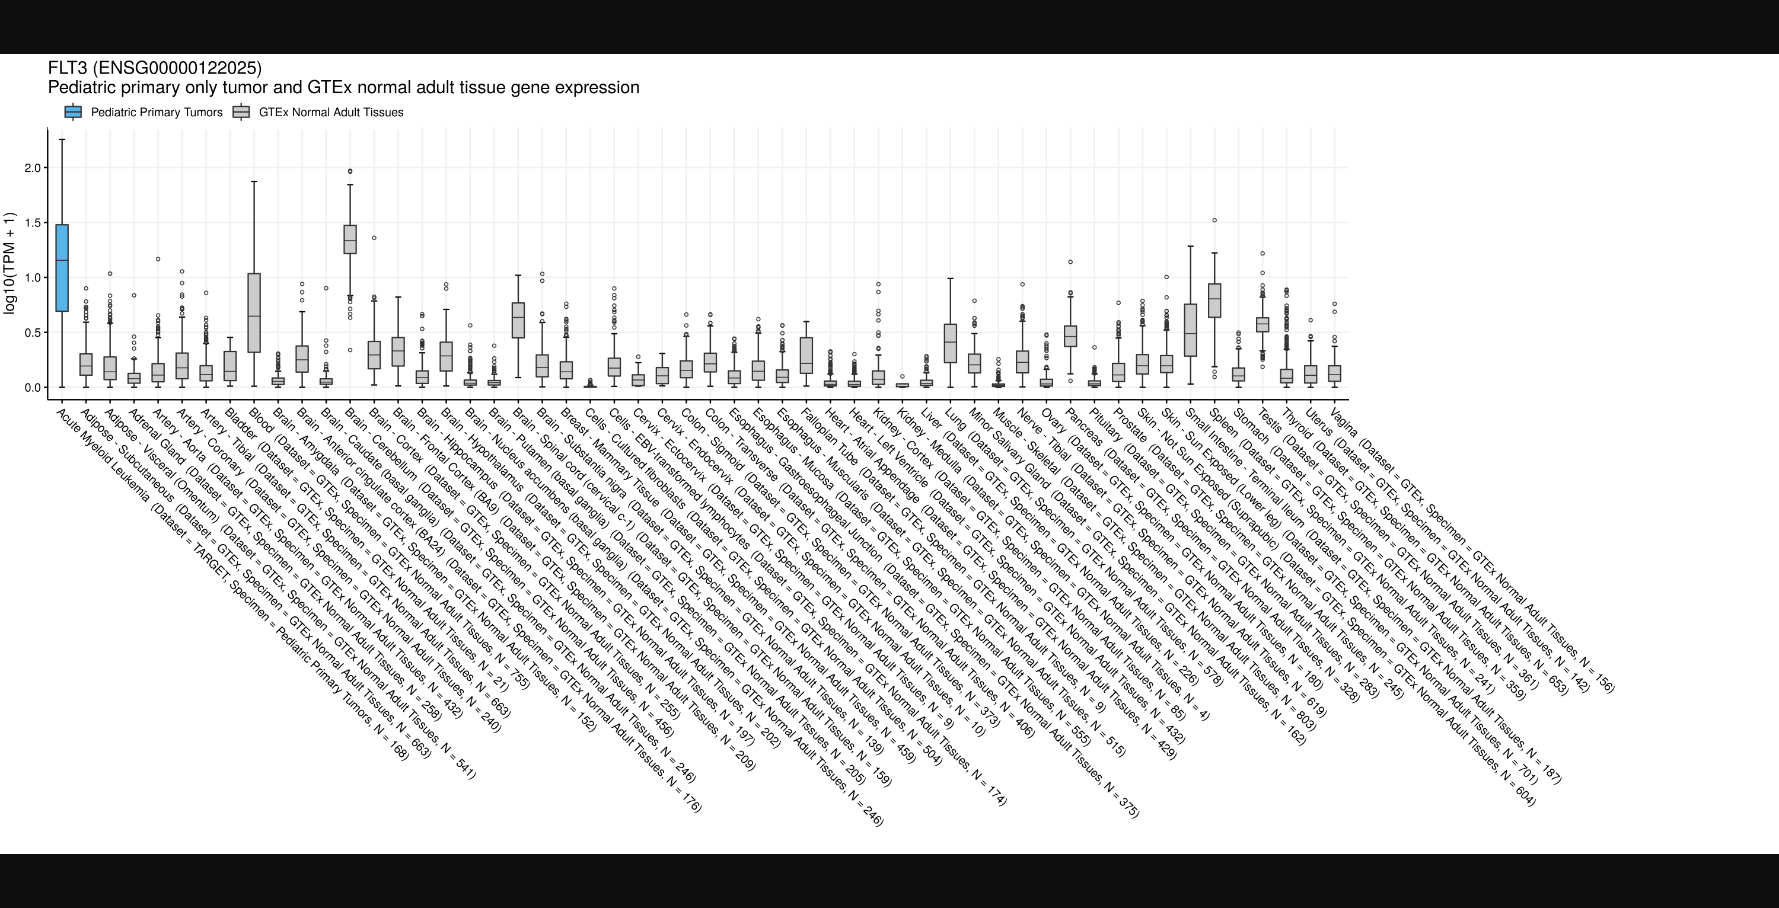 FLT3 (ENSG00000122025)
Pediatric primary only tumor and GTEx normal adult tissue gene expression
Pediatric Primary Tumors
GTEx Normal Adult Tissues
log10(TPM + 1)
2.0
1.5
1.0
0.5
0.0
Acute Myeloid Leukemia (Dataset = TARGET, Specimen = Pediatric Primary Tumors, N = 168)
Adipose - Subcutaneous (Dataset = GTEx, Specimen = GTEx Normal Adult Tissues, N = 663)
Adipose - Visceral (Omentum) (Dataset = GTEx, Specimen = GTEx Normal Adult Tissues, N = 541)
Adrenal Gland (Dataset = GTEx, Specimen = GTEx Normal Adult Tissues, N = 258)
Artery - Aorta (Dataset = GTEx, Specimen = GTEx Normal Adult Tissues, N = 432)
Artery - Coronary (Dataset = GTEx, Specimen = GTEx Normal Adult Tissues, N = 240)
Artery - Tibial (Dataset = GTEx, Specimen = GTEx Normal Adult Tissues, N = 663)
Bladder (Dataset = GTEx, Specimen = GTEx Normal Adult Tissues, N = 21)
Blood (Dataset = GTEx, Specimen = GTEx Normal Adult Tissues, N = 755)
Brain - Amygdala (Dataset = GTEx, Specimen = GTEx Normal Adult Tissues, N = 152)
Brain - Anterior cingulate cortex (BA24) (Dataset = GTEx, Specimen = GTEx Normal Adult Tissues, N = 176)
Brain - Caudate (basal ganglia) (Dataset = GTEx, Specimen = GTEx Normal Adult Tissues, N = 246)
Brain - Cerebellum (Dataset = GTEx, Specimen = GTEx Normal Adult Tissues, N = 456)
Brain - Cortex (Dataset = GTEx, Specimen = GTEx Normal Adult Tissues, N = 255)
Brain - Frontal Cortex (BA9) (Dataset = GTEx, Specimen = GTEx Normal Adult Tissues, N = 209)
Brain - Hippocampus (Dataset = GTEx, Specimen = GTEx Normal Adult Tissues, N = 197)
Brain - Hypothalamus (Dataset = GTEx, Specimen = GTEx Normal Adult Tissues, N = 202)
Brain - Nucleus accumbens (basal ganglia) (Dataset = GTEx, Specimen = GTEx Normal Adult Tissues, N = 246)
Brain - Putamen (basal ganglia) (Dataset = GTEx, Specimen = GTEx Normal Adult Tissues, N = 205)
Brain - Spinal cord (cervical c-1) (Dataset = GTEx, Specimen = GTEx Normal Adult Tissues, N = 159)
Brain - Substantia nigra (Dataset = GTEx, Specimen = GTEx Normal Adult Tissues, N = 139)
Breast - Mammary Tissue (Dataset = GTEx, Specimen = GTEx Normal Adult Tissues, N = 459)
Cells - Cultured fibroblasts (Dataset = GTEx, Specimen = GTEx Normal Adult Tissues, N = 504)
Cells - EBV-transformed lymphocytes (Dataset = GTEx, Specimen = GTEx Normal Adult Tissues, N = 174)
Cervix - Ectocervix (Dataset = GTEx, Specimen = GTEx Normal Adult Tissues, N = 9)
Cervix - Endocervix (Dataset = GTEx, Specimen = GTEx Normal Adult Tissues, N = 10)
Colon - Sigmoid (Dataset = GTEx, Specimen = GTEx Normal Adult Tissues, N = 373)
Colon - Transverse (Dataset = GTEx, Specimen = GTEx Normal Adult Tissues, N = 406)
Esophagus - Gastroesophageal Junction (Dataset = GTEx, Specimen = GTEx Normal Adult Tissues, N = 375)
Esophagus - Mucosa (Dataset = GTEx, Specimen = GTEx Normal Adult Tissues, N = 555)
Esophagus - Muscularis (Dataset = GTEx, Specimen = GTEx Normal Adult Tissues, N = 515)
Fallopian Tube (Dataset = GTEx, Specimen = GTEx Normal Adult Tissues, N = 9)
Heart - Atrial Appendage (Dataset = GTEx, Specimen = GTEx Normal Adult Tissues, N = 429)
Heart - Left Ventricle (Dataset = GTEx, Specimen = GTEx Normal Adult Tissues, N = 432)
Kidney - Cortex (Dataset = GTEx, Specimen = GTEx Normal Adult Tissues, N = 85)
Kidney - Medulla (Dataset = GTEx, Specimen = GTEx Normal Adult Tissues, N = 4)
Liver (Dataset = GTEx, Specimen = GTEx Normal Adult Tissues, N = 226)
Lung (Dataset = GTEx, Specimen = GTEx Normal Adult Tissues, N = 578)
Minor Salivary Gland (Dataset = GTEx, Specimen = GTEx Normal Adult Tissues, N = 162)
Muscle - Skeletal (Dataset = GTEx, Specimen = GTEx Normal Adult Tissues, N = 803)
Nerve - Tibial (Dataset = GTEx, Specimen = GTEx Normal Adult Tissues, N = 619)
Ovary (Dataset = GTEx, Specimen = GTEx Normal Adult Tissues, N = 180)
Pancreas (Dataset = GTEx, Specimen = GTEx Normal Adult Tissues, N = 328)
Pituitary (Dataset = GTEx, Specimen = GTEx Normal Adult Tissues, N = 283)
Prostate (Dataset = GTEx, Specimen = GTEx Normal Adult Tissues, N = 245)
Skin - Not Sun Exposed (Suprapubic) (Dataset = GTEx, Specimen = GTEx Normal Adult Tissues, N = 604)
Skin - Sun Exposed (Lower leg) (Dataset = GTEx, Specimen = GTEx Normal Adult Tissues, N = 701)
Small Intestine - Terminal Ileum (Dataset = GTEx, Specimen = GTEx Normal Adult Tissues, N = 187)
Spleen (Dataset = GTEx, Specimen = GTEx Normal Adult Tissues, N = 241)
Stomach (Dataset = GTEx, Specimen = GTEx Normal Adult Tissues, N = 359)
Testis (Dataset = GTEx, Specimen = GTEx Normal Adult Tissues, N = 361)
Thyroid (Dataset = GTEx, Specimen = GTEx Normal Adult Tissues, N = 653)
Uterus (Dataset = GTEx, Specimen = GTEx Normal Adult Tissues, N = 142)
Vagina (Dataset = GTEx, Specimen = GTEx Normal Adult Tissues, N = 156)